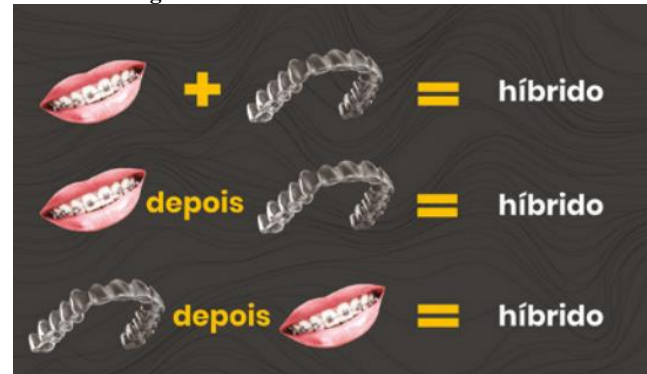 + = híbrido
depois = híbrido
depois = híbrido